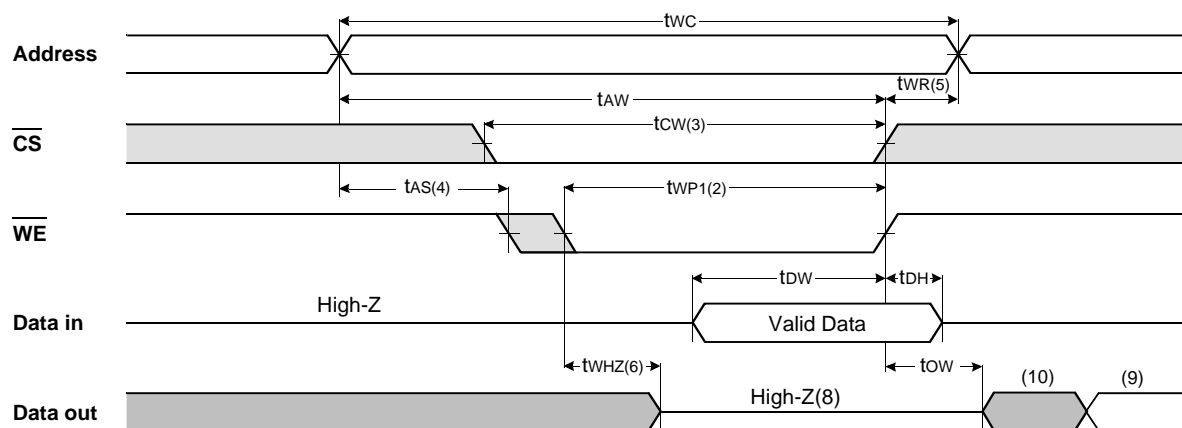 tWC
Address
tWR(5)
tAW
tCW(3)
CS
tAS(4)
tWP1(2)
WE
tDW
tDH
High-Z
Data in
Valid Data
tWHZ(6)
tOW
High-Z(8)
(10)
(9)
Data out